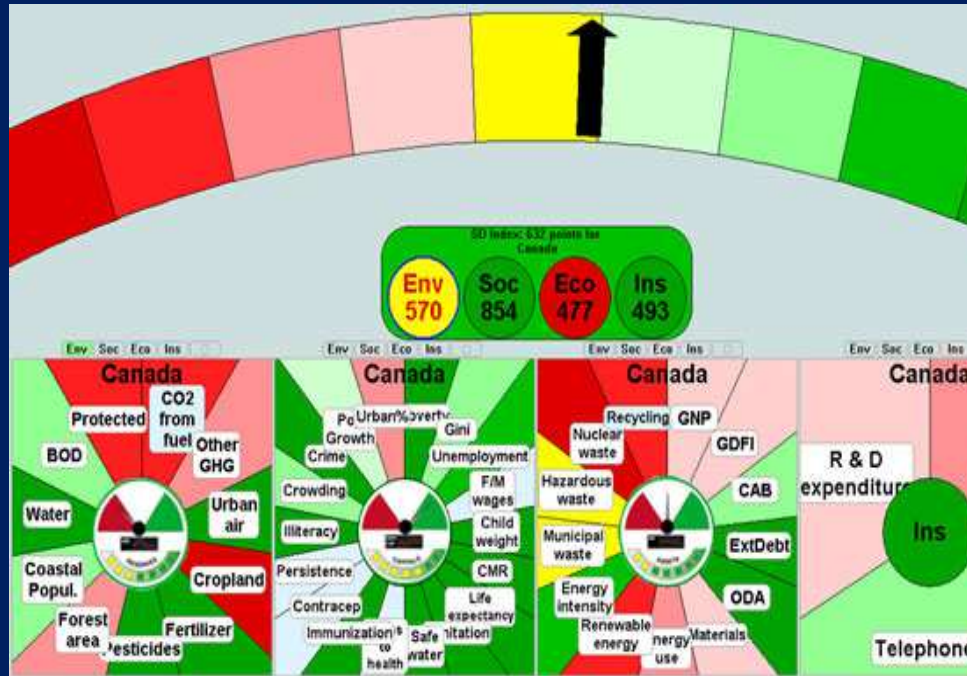 SD Index: 632 points for
Canada
Env
570
Soc
854
Eco
477
Ins
493
Env Soc Eco Ins
Env Soc Eco Ins
Env Soc Eco Ins
Env Soc Eco Ins
Canada
Protected
CO2
from
fuel
Other
GHG
BOD
Urban
air
Water
Cropland
Coastal
Popul.
Fertilizer
Forest
area
Pesticides
Canada
Urban%
Growth
Gini
Crime
Unemployment
Crowding
F/M
wages
Illiteracy
Child
weight
Persistence
CMR
Contracep
Life
expectancy
Immunization
to
health
Safe
water
Canada
Recycling
GNP
Nuclear
waste
GDFI
Hazardous
waste
CAB
Municipal
waste
ExtDebt
Energy
intensity
ODA
Renewable
energy
Materials
use
Canada
R & D
expenditure
Ins
Telephone